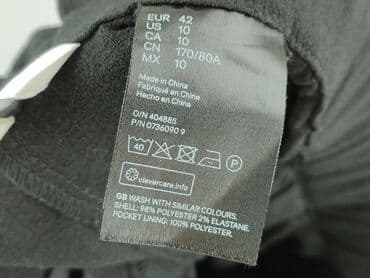 EUR 42
US 10
CA 10
CN 170/80A
MX 10
Made in China
Fabriqué en China
Hecho en China
O/N 404885
P/N 0736090 9
40 P
clevercare.info
GB WASH WITH SIMILAR COLOURS.
SHELL: 98% POLYESTER 2% ELASTANE.
POCKET LINING: 100% POLYESTER.